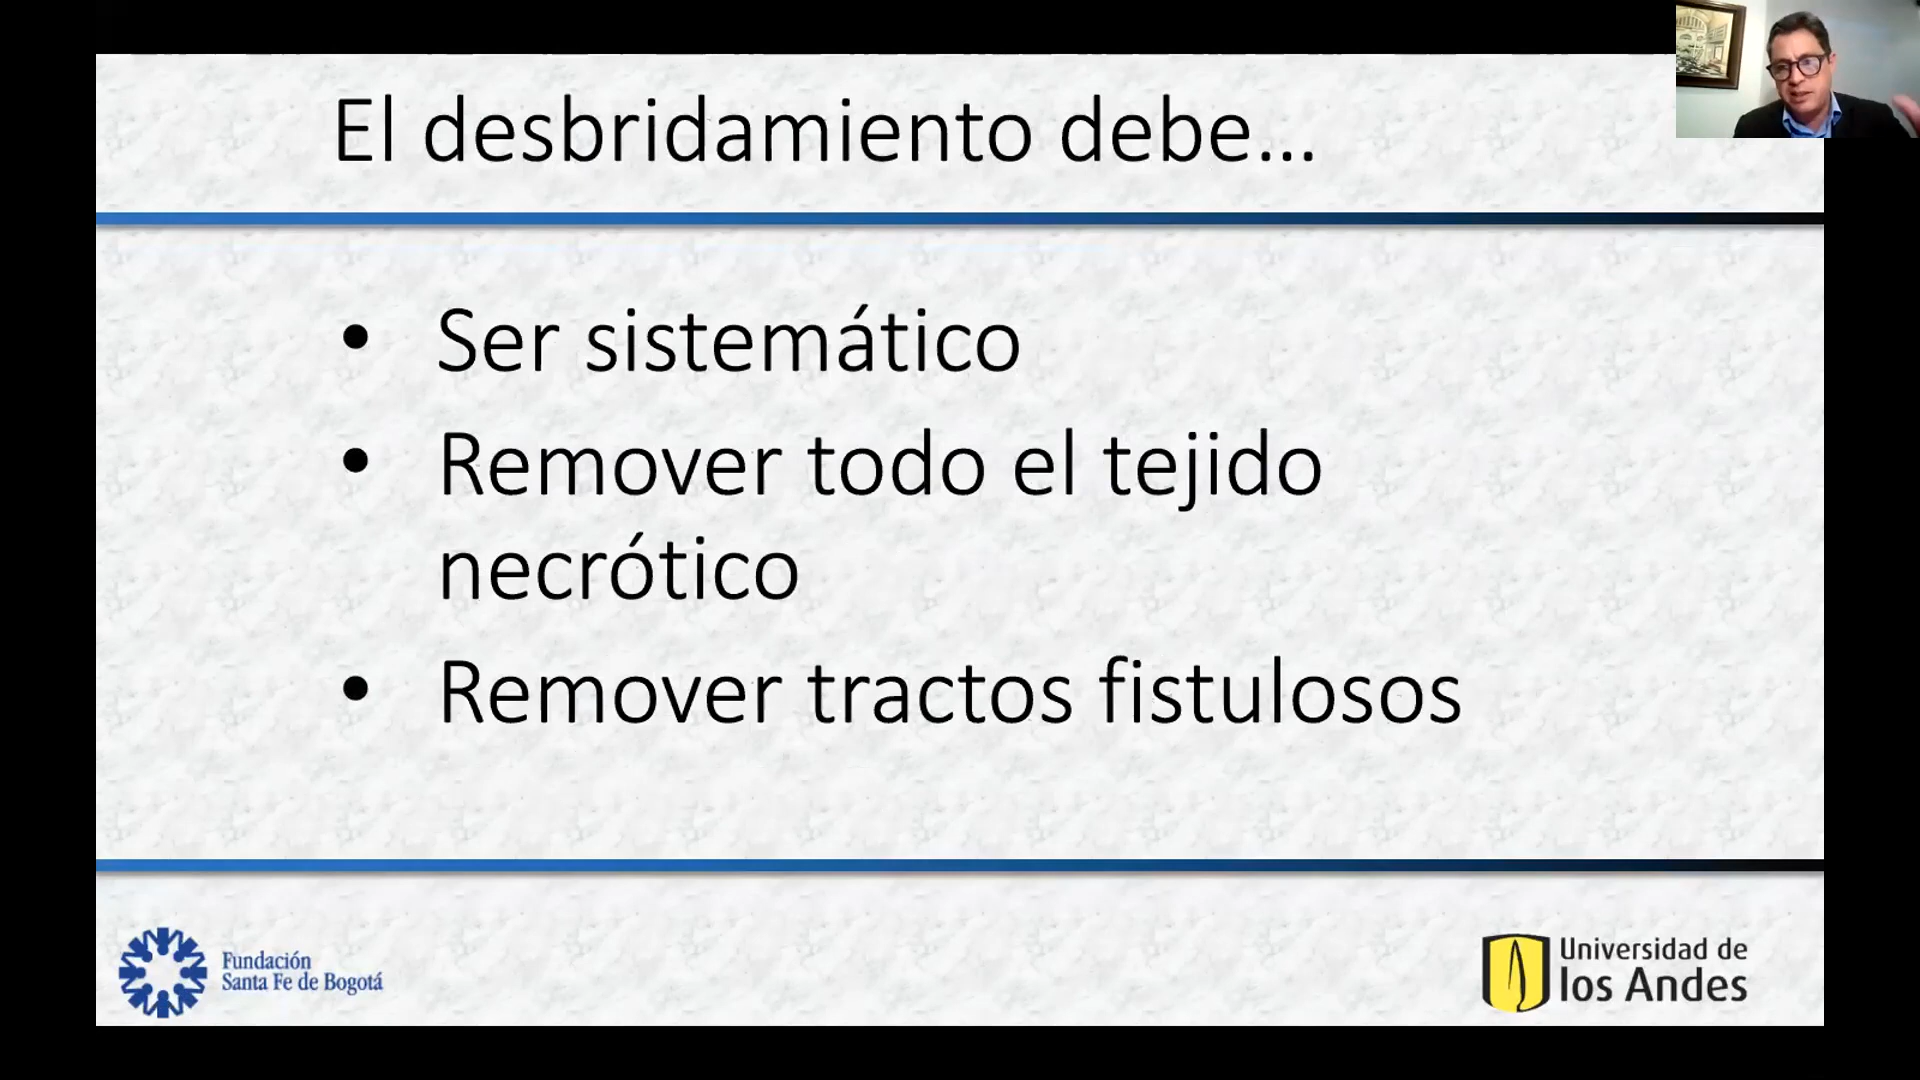 El desbridamiento debe...
• Ser sistemático
• Remover todo el tejido
necrótico
• Remover tractos fistulosos
Fundación
Santa Fe de Bogotá
Universidad de
los Andes